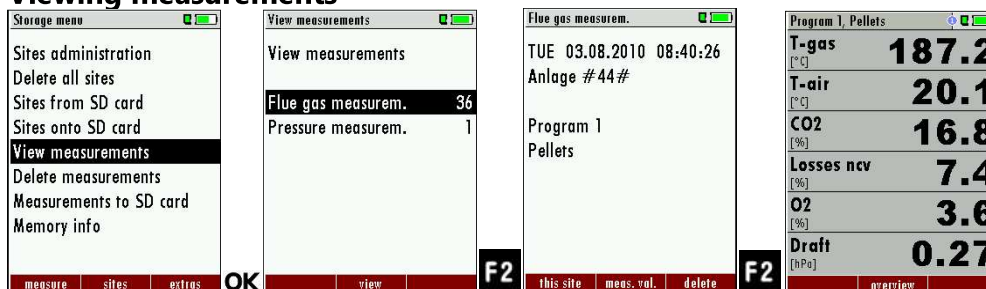 Viewing measurements
Storage menu
Sites administration
Delete all sites
Sites from SD card
Sites onto SD card
View measurements
Delete measurements
Measurements to SD card
Memory info
measure sites extras
OK
View measurements
View measurements
Flue gas measurem. 36
Pressure measurem. 1
view
F2
Flue gas measurem.
TUE 03.08.2010 08:40:26
Anlage #44#
Program 1
Pellets
this site meas. val. delete
F2
Program 1, Pellets
T-gas 187.2
[°C]
T-air 20.1
[°C]
CO2 16.8
[%]
Losses ncv 7.4
[%]
O2 3.6
[%]
Draft 0.27
[hPa]
overview